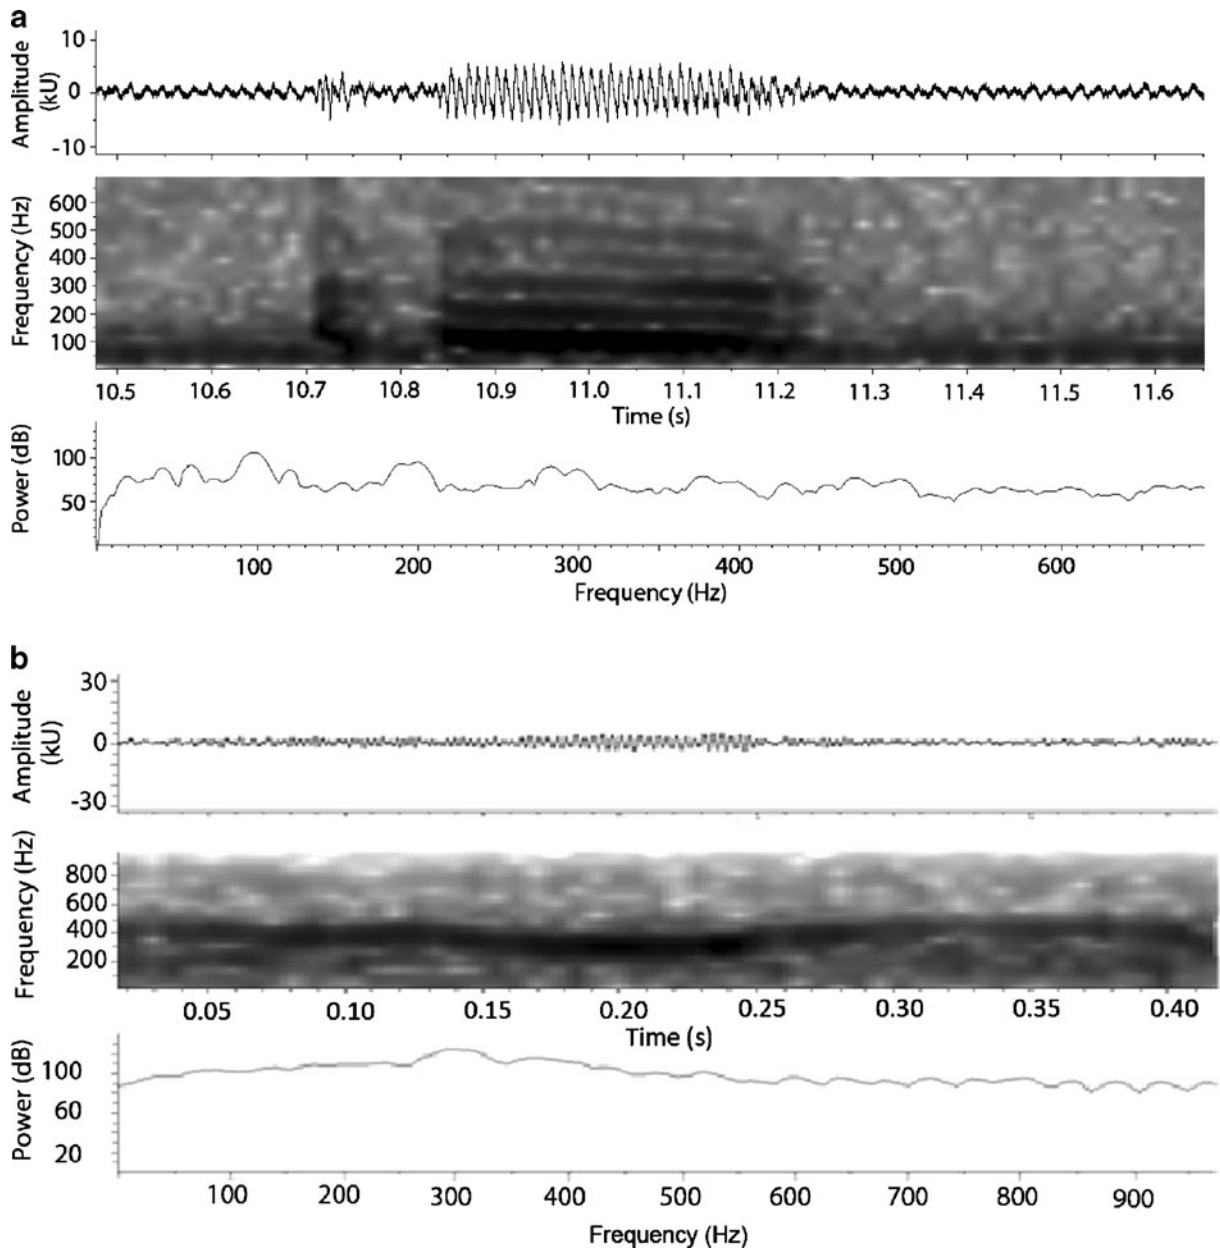 a
Amplitude
(kU)
10
0
-10
Frequency (Hz)
600
500
400
300
200
100
10.5 10.6 10.7 10.8 10.9 11.0 11.1 11.2 11.3 11.4 11.5 11.6
Time (s)
Power (dB)
100
50
100 200 300 400 500 600
Frequency (Hz)
b
Amplitude
(kU)
30
0
-30
Frequency (Hz)
800
600
400
200
0.05 0.10 0.15 0.20 0.25 0.30 0.35 0.40
Time (s)
Power (dB)
100
60
20
100 200 300 400 500 600 700 800 900
Frequency (Hz)